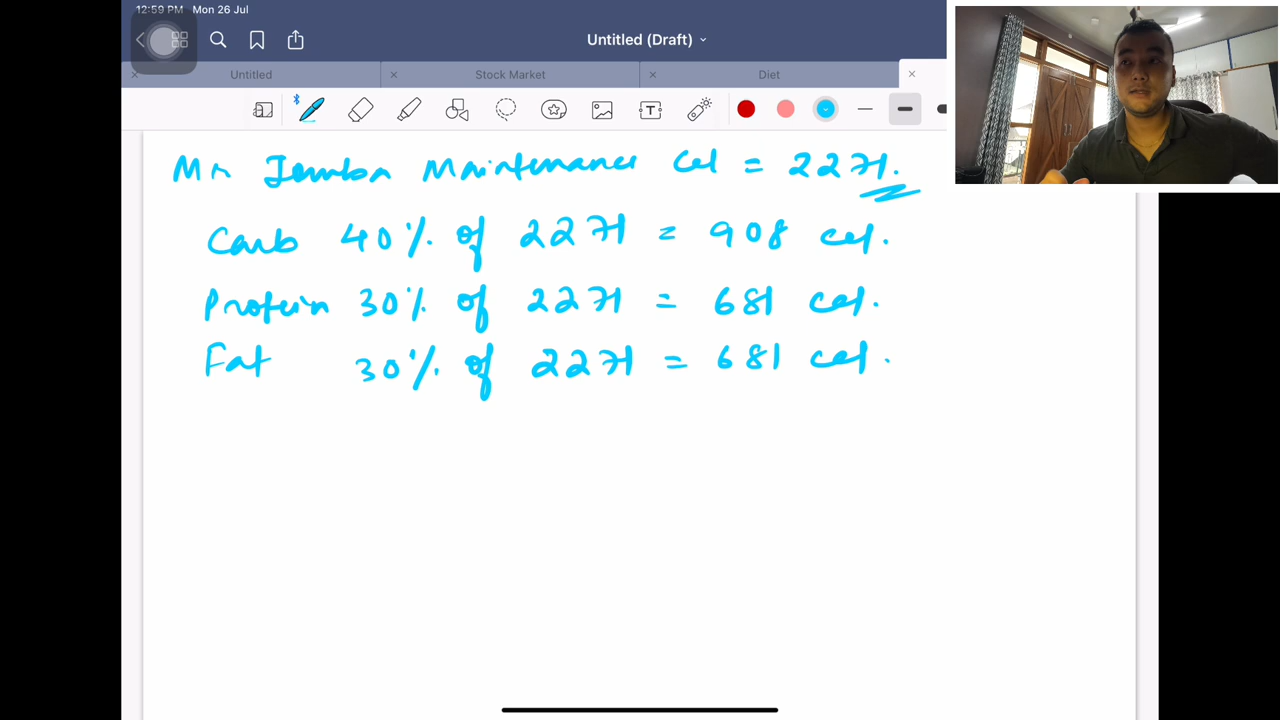 12:59 PM Mon 26 Jul
Untitled (Draft)
Untitled
Stock Market
Diet
T
Mr Jemba Maintenance Cal = 2271.
Carb 40% of 2271 = 908 cal.
Protein 30% of 2271 = 681 cal.
Fat 30% of 2271 = 681 cal.